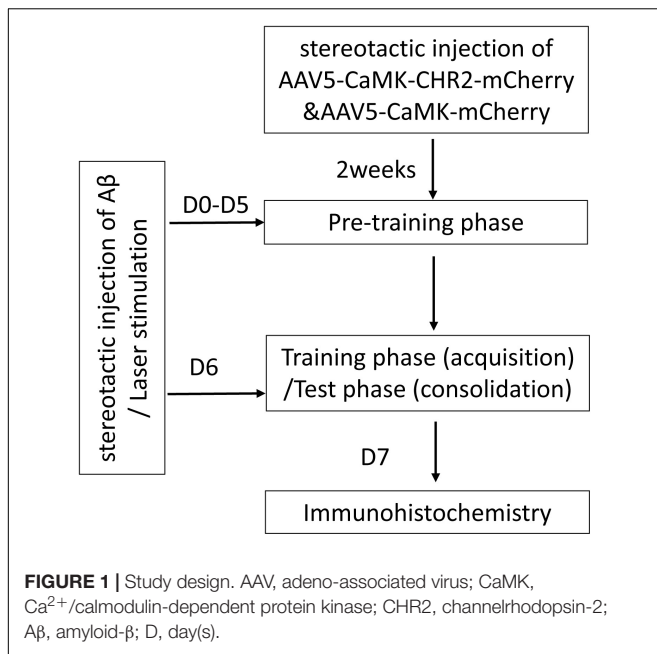 stereotactic injection of
AAV5-CaMK-CHR2-mCherry
&AAV5-CaMK-mCherry
2weeks
stereotactic injection of Aβ
/ Laser stimulation
D0-D5
Pre-training phase
D6
Training phase (acquisition)
/Test phase (consolidation)
D7
Immunohistochemistry
FIGURE 1 | Study design. AAV, adeno-associated virus; CaMK,
Ca2+/calmodulin-dependent protein kinase; CHR2, channelrhodopsin-2;
Aβ, amyloid-β; D, day(s).